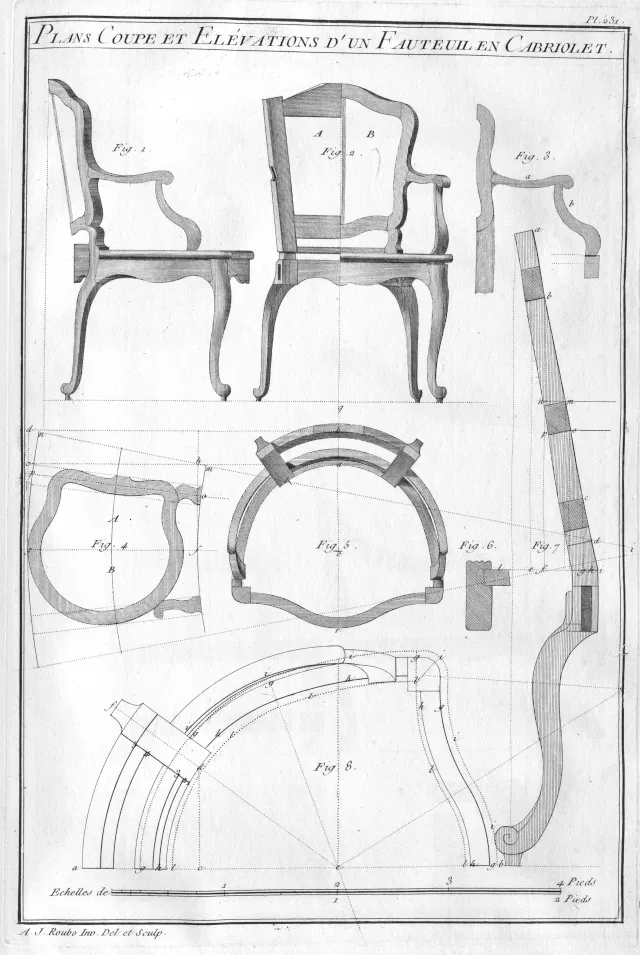 Pl. 231.
PLANS COUPE ET ELÉVATIONS D'UN FAUTEUIL EN CABRIOLET.
Fig. 1.
A B
Fig. 2.
Fig. 3.
a
b
a
b
q
d
n
h
m
n m
p
c
A
Fig. 4
B
f
Fig. 5
Fig. 6.
Fig. 7
l
e f
d
i
g h i
Fig. 8.
a g h l c e l h g b
Echelles de 1 2 3 4 Pieds
1 2 Pieds
A. J. Roubo Inv. Del et Sculp.